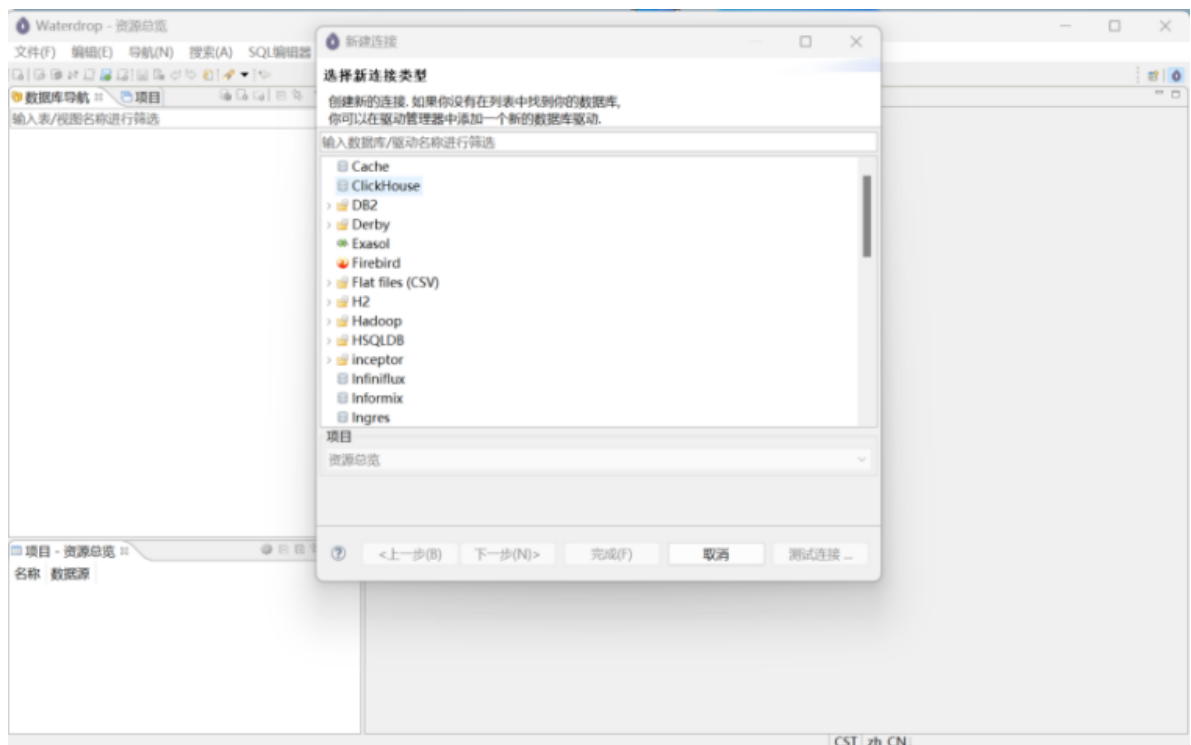 Waterdrop - 资源总览
文件(F) 编辑(E) 导航(N) 搜索(A) SQL编辑器
数据库导航 项目
输入表/视图名称进行筛选
新建连接
选择新连接类型
创建新的连接. 如果你没有在列表中找到你的数据库,
你可以在驱动管理器中添加一个新的数据库驱动.
输入数据库/驱动名称进行筛选
Cache
ClickHouse
DB2
Derby
Exasol
Firebird
Flat files (CSV)
H2
Hadoop
HSQLDB
inceptor
Infiniflux
Informix
Ingres
项目
资源总览
<上一步(B) 下一步(N)> 完成(F) 取消 测试连接 ...
项目 - 资源总览
名称 数据源
CST zh_CN